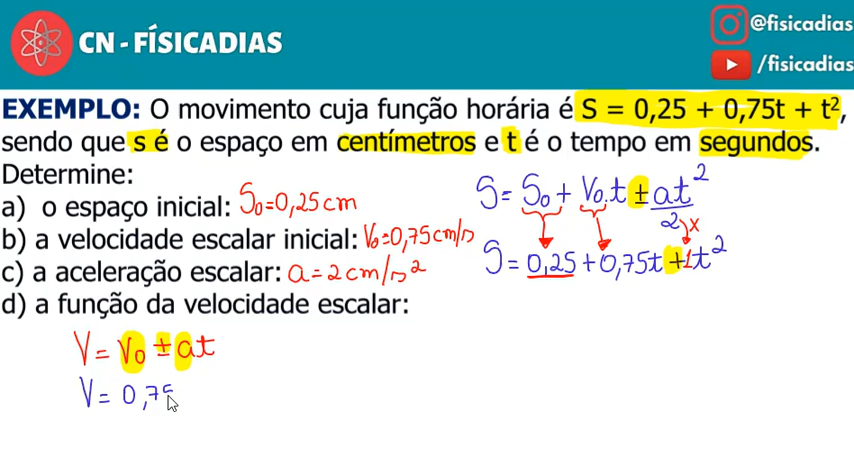 CN - FÍSICADIAS
@fisicadias
/fisicadias
EXEMPLO: O movimento cuja função horária é S = 0,25 + 0,75t + t²,
sendo que s é o espaço em centímetros e t é o tempo em segundos.
Determine:
a) o espaço inicial: S₀=0,25cm
b) a velocidade escalar inicial: V₀=0,75cm/s
c) a aceleração escalar: a=2cm/s²
d) a função da velocidade escalar:
V= V₀ ± at
V= 0,75
S= S₀ + V₀.t ± at²
2 x
S= 0,25 + 0,75t + 1t²